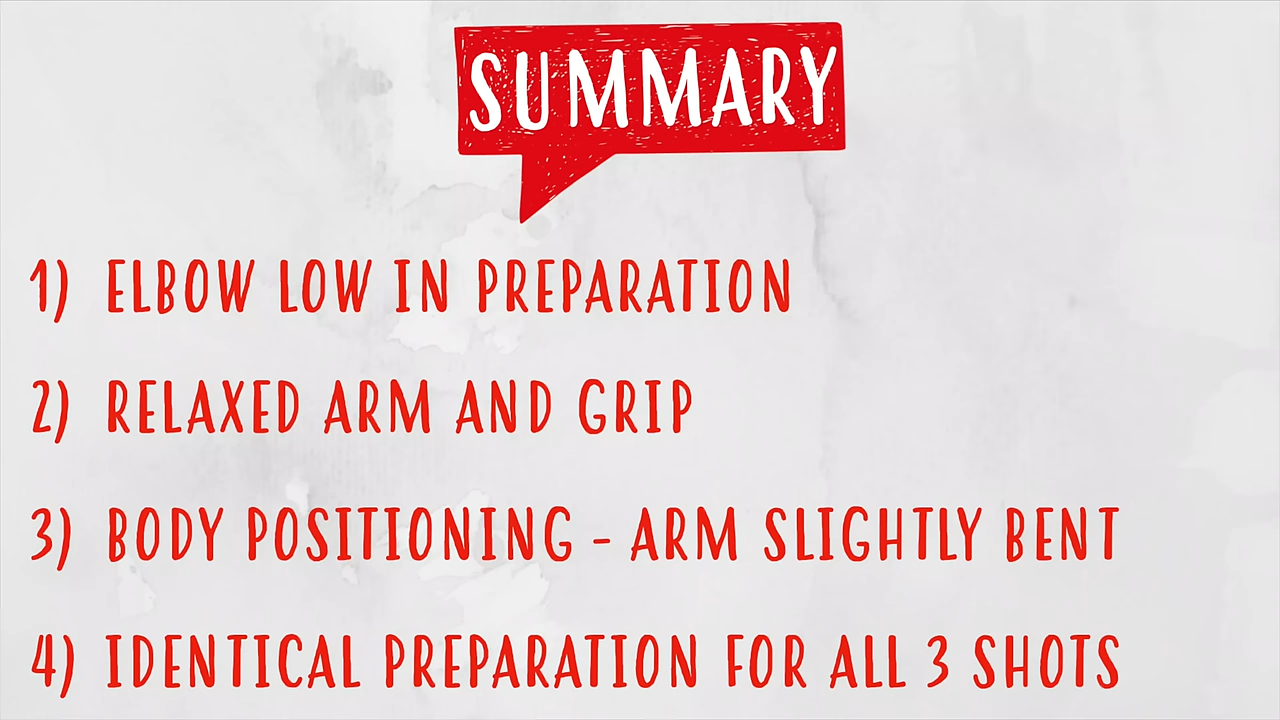 SUMMARY
1) ELBOW LOW IN PREPARATION
2) RELAXED ARM AND GRIP
3) BODY POSITIONING - ARM SLIGHTLY BENT
4) IDENTICAL PREPARATION FOR ALL 3 SHOTS